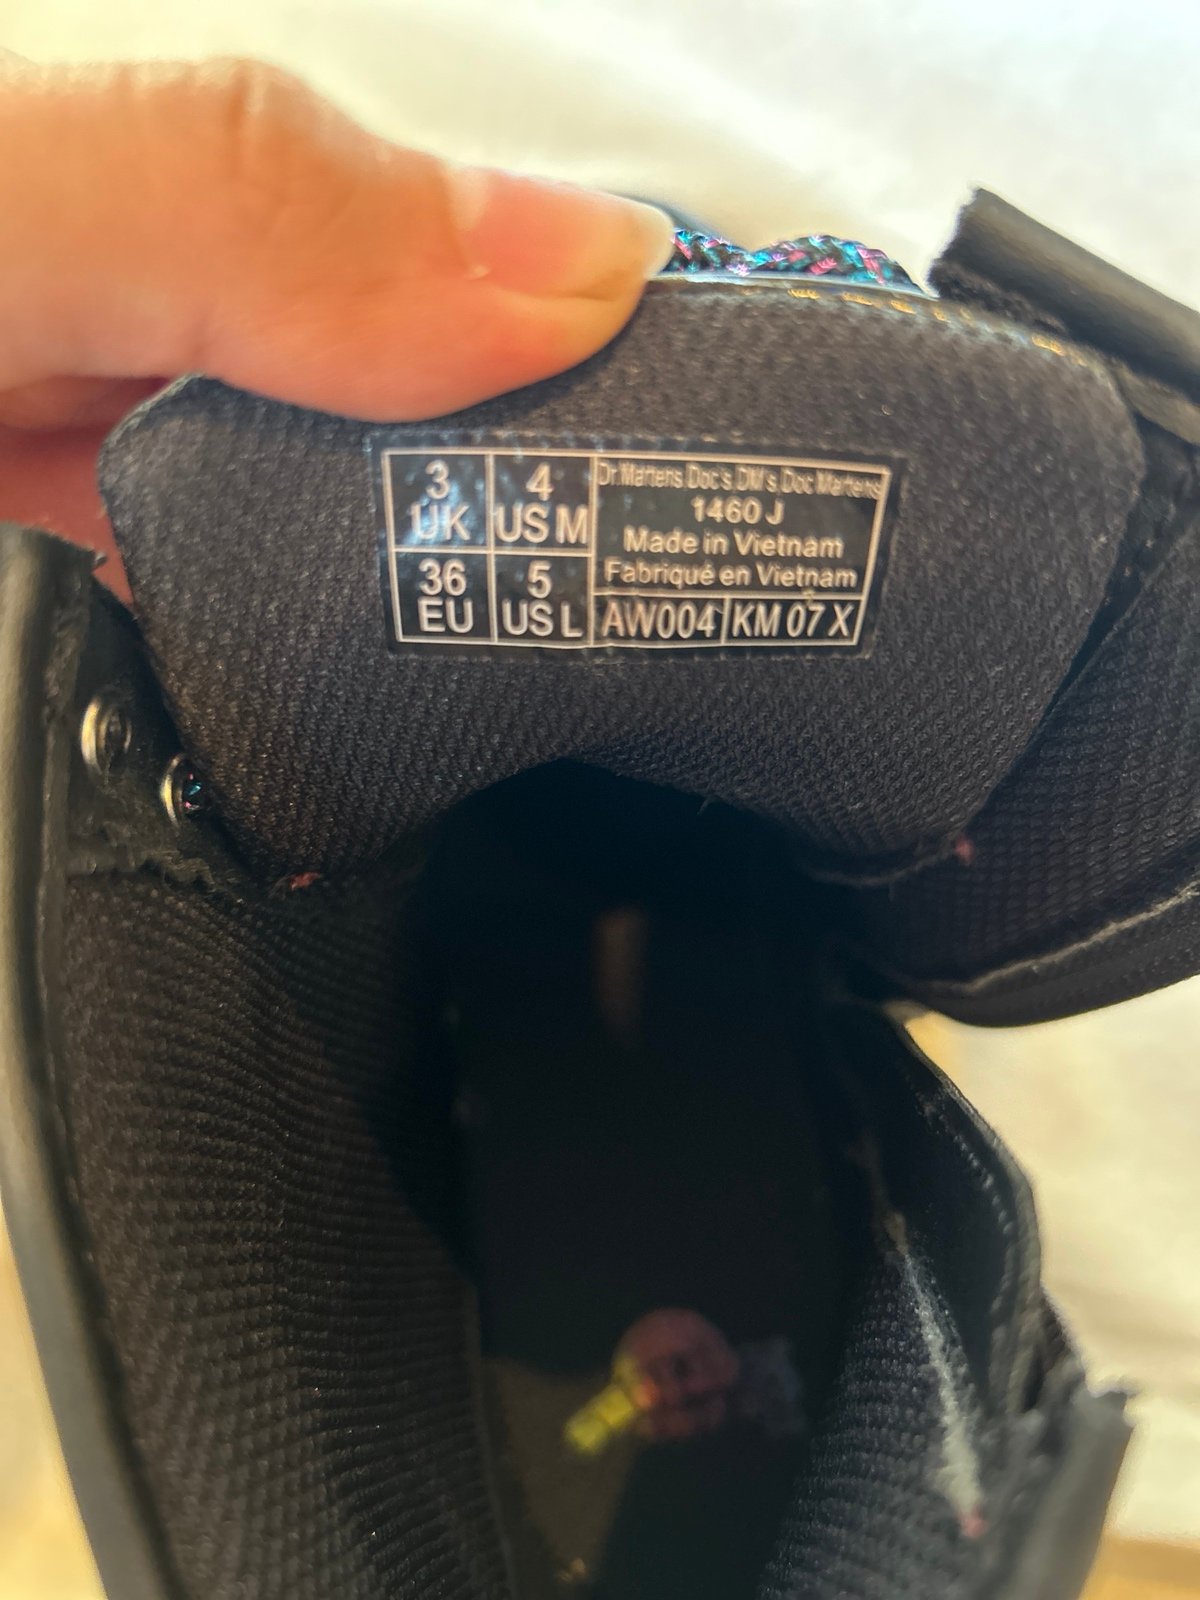 3
UK
4
US M
36
EU
5
US L
Dr.Martens.Doc's.DM's.Doc Martens
1460 J
Made in Vietnam
Fabriqué en Vietnam
AW004
KM 07 X